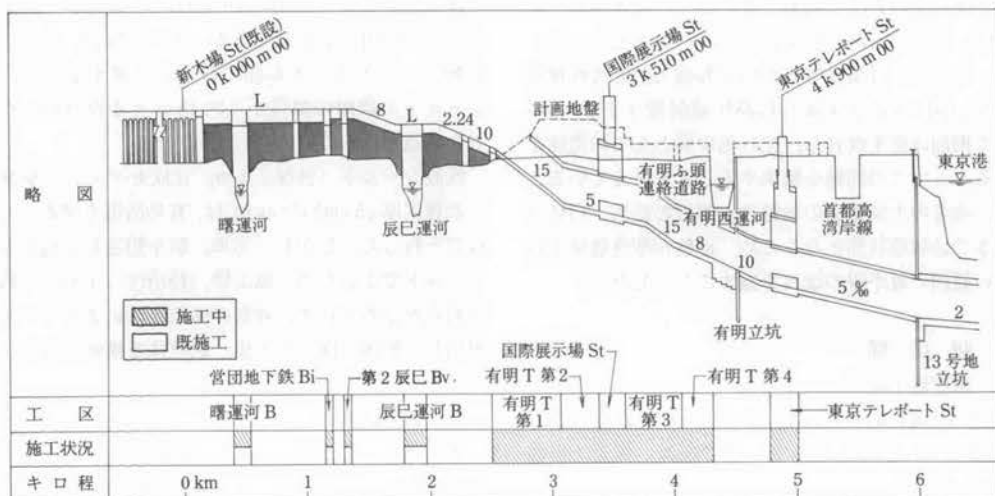 新木場 St(既設)
0 k 000 m 00
国際展示場 St
3 k 510 m 00
東京テレポート St
4 k 900 m 00
計画地盤
L
8
L
2.24
10
15
5
15
8
10
5 ‰
2
略図
曙運河
辰巳運河
有明ふ頭
連絡道路
有明西運河
首都高
湾岸線
東京港
有明立坑
13 号地
立坑
施工中
既施工
営団地下鉄 Bi
第 2 辰巳 Bv.
国際展示場 St
有明 T 第 2
有明 T 第 4
工区
曙運河 B
辰巳運河 B
有明 T
第 1
有明 T
第 3
東京テレポート St
施工状況
キロ程
0 km
1
2
3
4
5
6